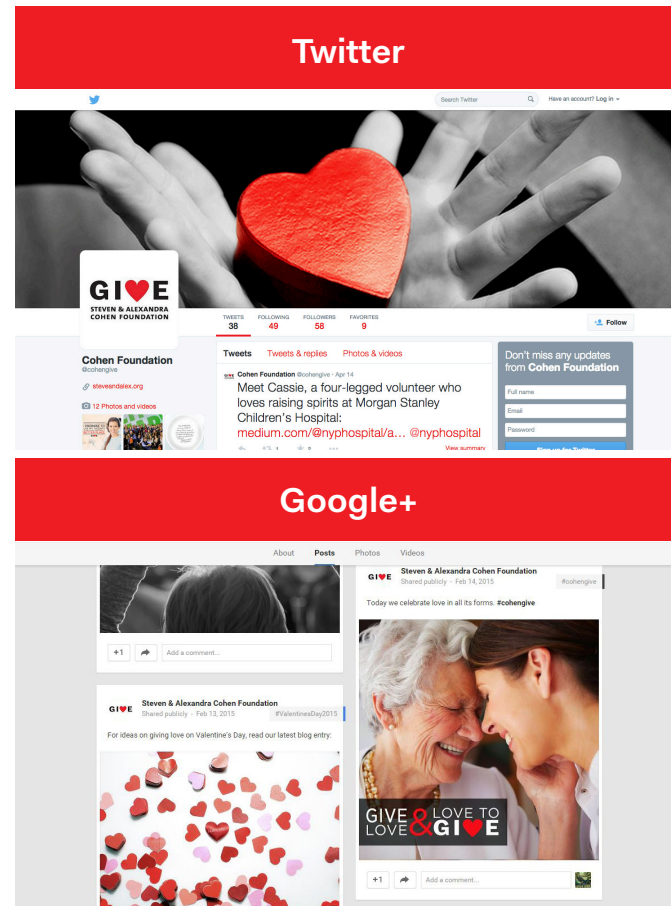 Twitter
Search Twitter
Have an account? Log in
GIVE
STEVEN & ALEXANDRA
COHEN FOUNDATION
TWEETS
38
FOLLOWING
49
FOLLOWERS
58
FAVORITES
9
Follow
Cohen Foundation
@cohengive
steveandalex.org
12 Photos and videos
Tweets Tweets & replies Photos & videos
Cohen Foundation @cohengive · Apr 14
Meet Cassie, a four-legged volunteer who
loves raising spirits at Morgan Stanley
Children's Hospital:
medium.com/@nyphospital/a… @nyphospital
View summary
Don't miss any updates
from Cohen Foundation
Full name
Email
Password
Sign up for Twitter
Google+
About Posts Photos Videos
+1 Add a comment...
GIVE
Steven & Alexandra Cohen Foundation
Shared publicly - Feb 13, 2015
#ValentinesDay2015
For ideas on giving love on Valentine's Day, read our latest blog entry:
GIVE
Steven & Alexandra Cohen Foundation
Shared publicly - Feb 14, 2015
#cohengive
Today we celebrate love in all its forms. #cohengive
GIVE LOVE & LOVE TO GIVE
+1 Add a comment...